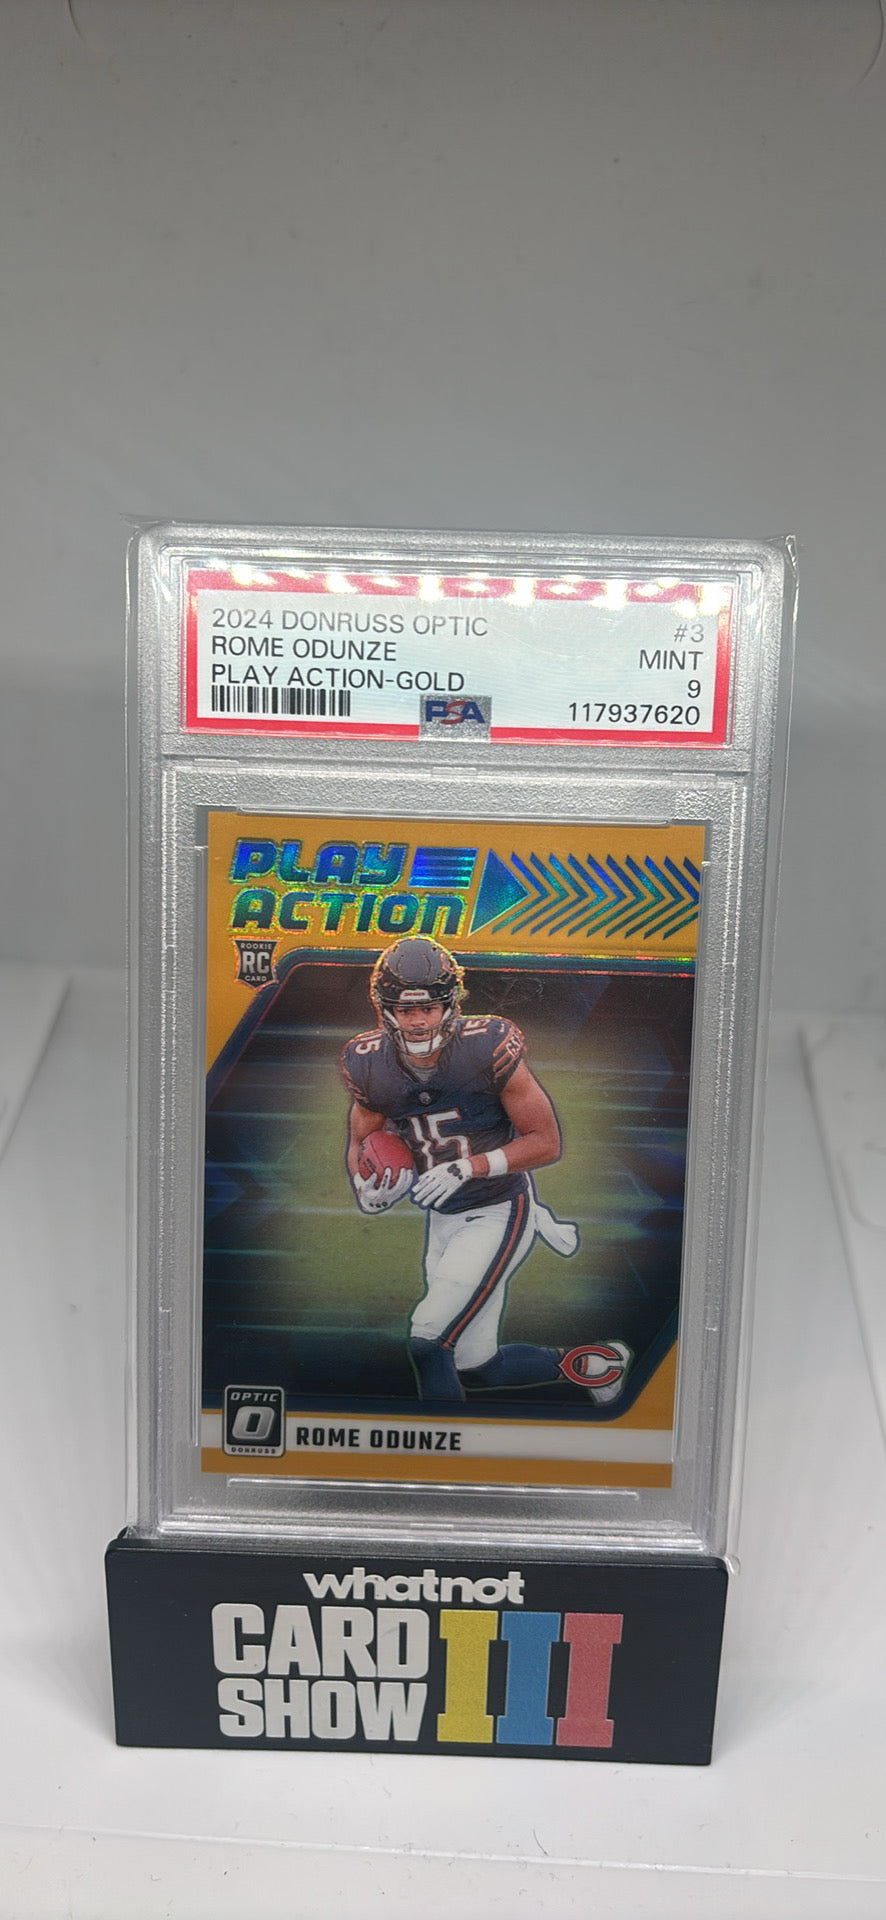 2024 DONRUSS OPTIC #3
ROME ODUNZE MINT
PLAY ACTION-GOLD 9
PSA 117937620
PLAY
ACTION
ROOKIE
RC
CARD
15
15
15
OPTIC
DONRUSS
ROME ODUNZE
whatnot
CARD
SHOW III